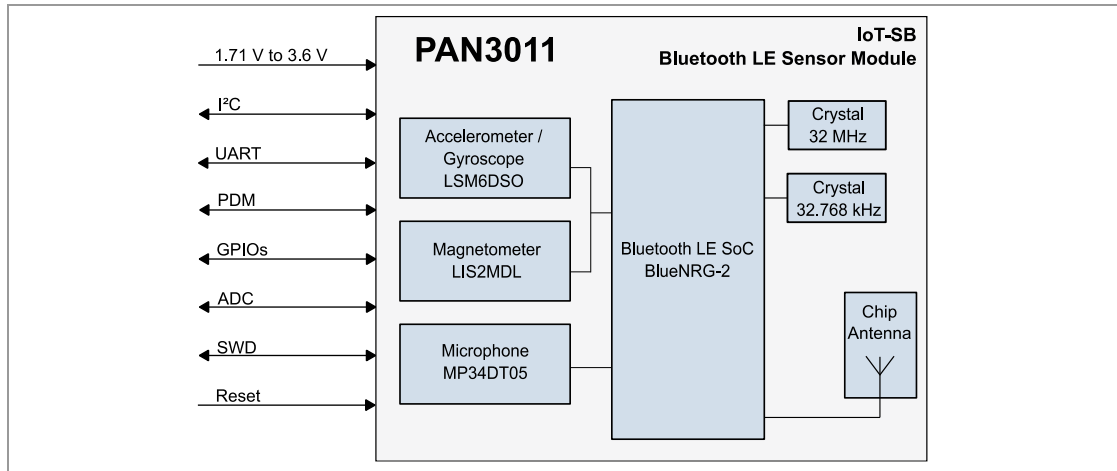 PAN3011
IoT-SB
Bluetooth LE Sensor Module
1.71 V to 3.6 V
I²C
UART
PDM
GPIOs
ADC
SWD
Reset
Accelerometer /
Gyroscope
LSM6DSO
Magnetometer
LIS2MDL
Microphone
MP34DT05
Bluetooth LE SoC
BlueNRG-2
Crystal
32 MHz
Crystal
32.768 kHz
Chip
Antenna